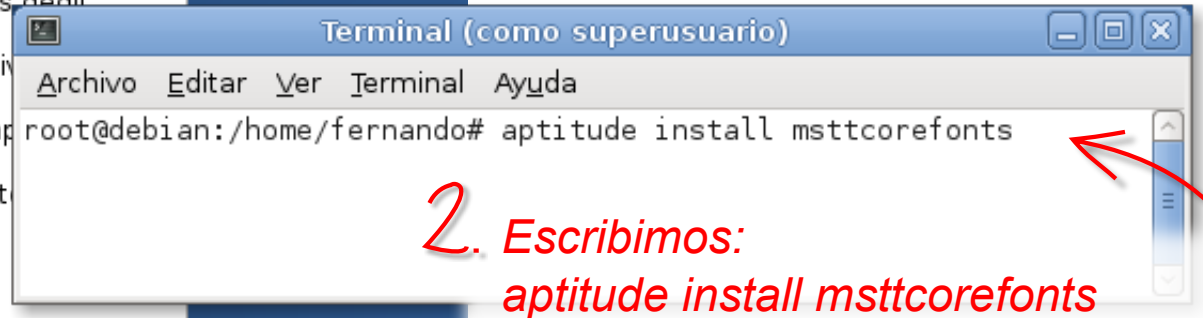 Terminal (como superusuario)
Archivo Editar Ver Terminal Ayuda
root@debian:/home/fernando# aptitude install msttcorefonts
2. Escribimos:
aptitude install msttcorefonts